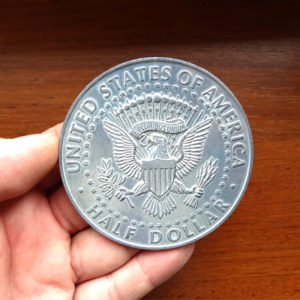 UNITED STATES OF AMERICA
HALF DOLLAR